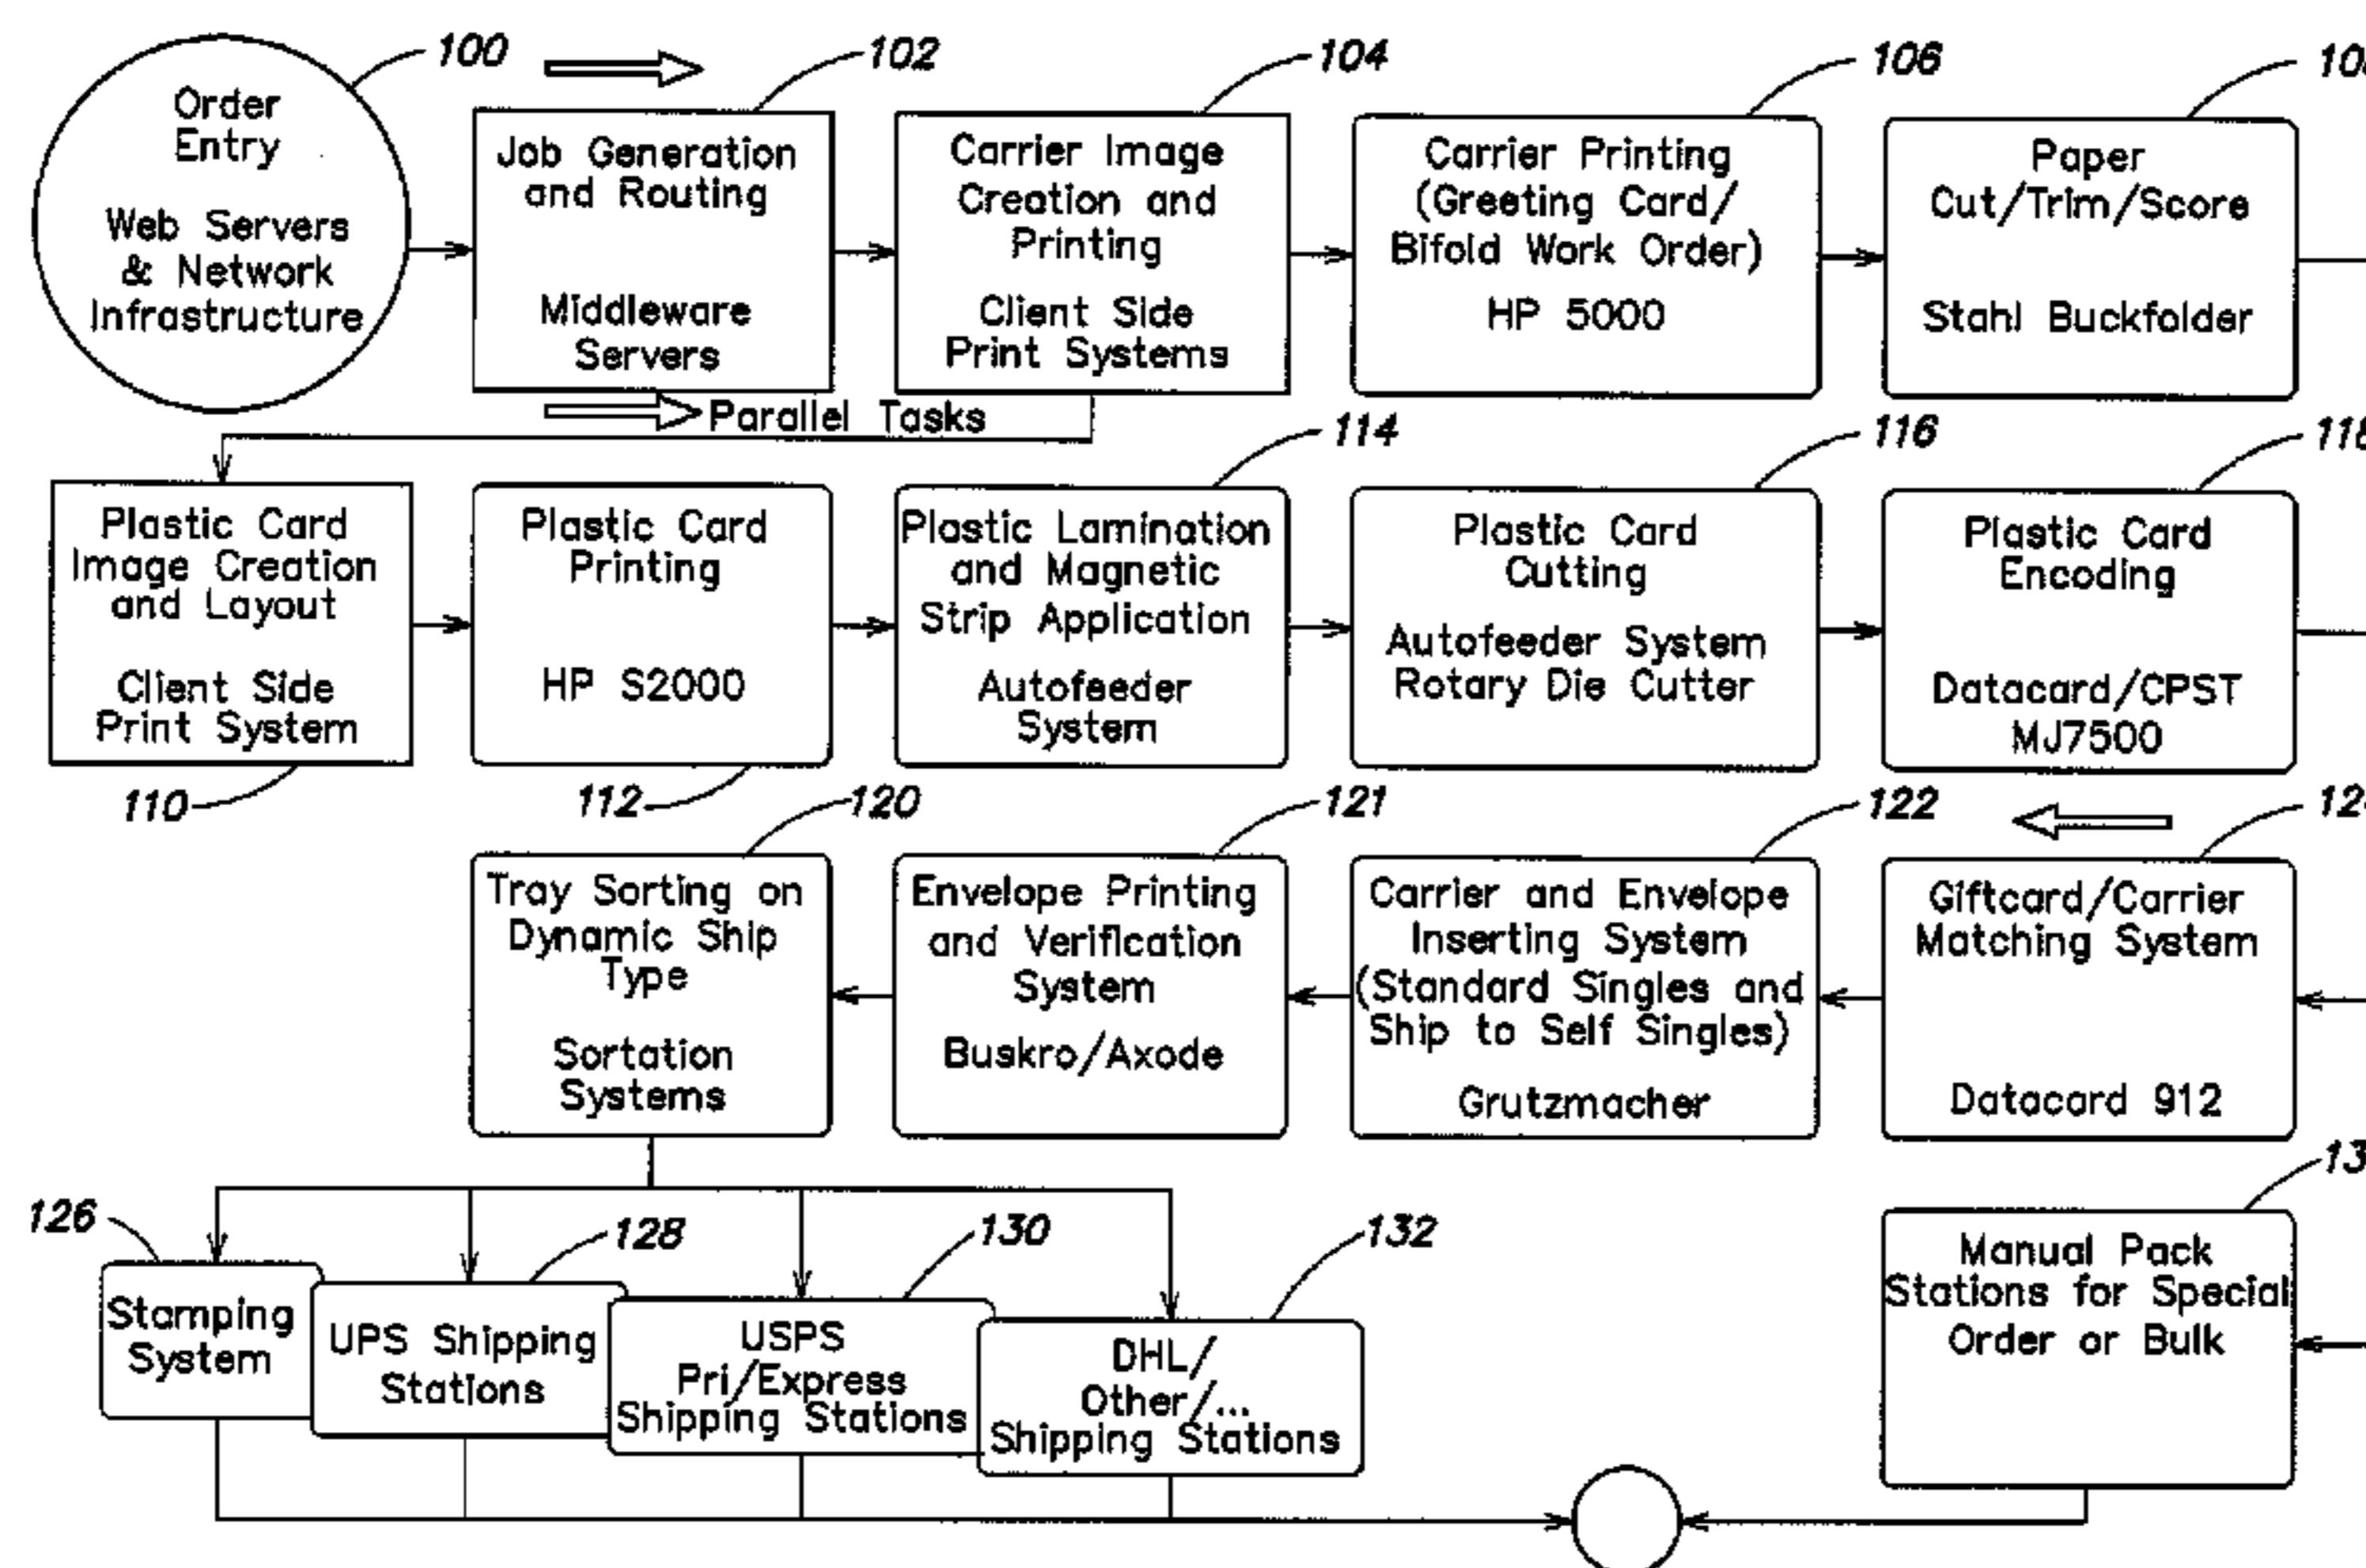 100
102
104
106
Order
Entry
Web Servers
& Network
Infrastructure
Job Generation
and Routing
Middleware
Servers
Carrier Image
Creation and
Printing
Client Side
Print Systems
Carrier Printing
(Greeting Card/
Bifold Work Order)
HP 5000
Paper
Cut/Trim/Score
Stahl Buckfolder
Parallel Tasks
114
116
Plastic Card
Image Creation
and Layout
Client Side
Print System
Plastic Card
Printing
HP S2000
Plastic Lamination
and Magnetic
Strip Application
Autofeeder
System
Plastic Card
Cutting
Autofeeder System
Rotary Die Cutter
Plastic Card
Encoding
Datacard/CPST
MJ7500
110
112
120
121
122
Tray Sorting on
Dynamic Ship
Type
Sortation
Systems
Envelope Printing
and Verification
System
Buskro/Axode
Carrier and Envelope
Inserting System
(Standard Singles and
Ship to Self Singles)
Grutzmacher
Giftcard/Carrier
Matching System
Datacard 912
126
128
130
132
Stamping
System
UPS Shipping
Stations
USPS
Pri/Express
Shipping Stations
DHL/
Other/...
Shipping Stations
Manual Pack
Stations for Special
Order or Bulk